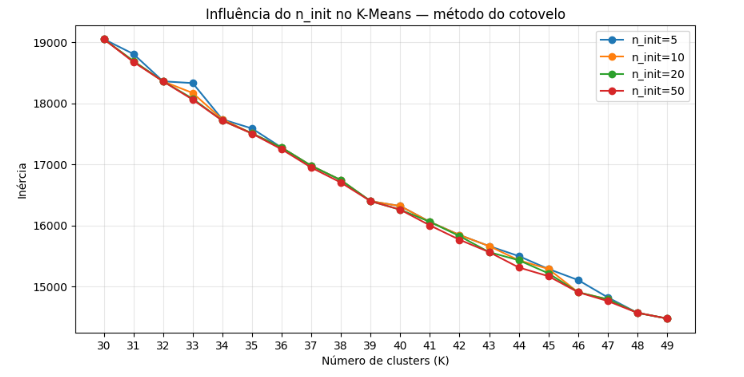 Influência do n_init no K-Means — método do cotovelo
n_init=5
n_init=10
n_init=20
n_init=50
Inércia
19000
18000
17000
16000
15000
30 31 32 33 34 35 36 37 38 39 40 41 42 43 44 45 46 47 48 49
Número de clusters (K)